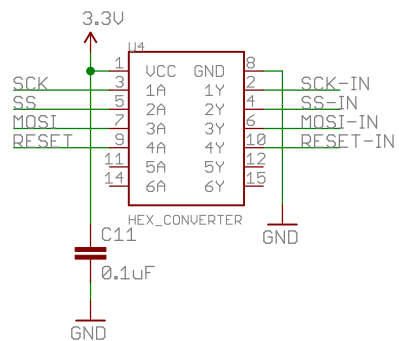 3.3V
U4
1 VCC GND 8
SCK 3 1A 1Y 2 SCK-IN
SS 5 2A 2Y 4 SS-IN
MOSI 7 3A 3Y 6 MOSI-IN
RESET 9 4A 4Y 10 RESET-IN
11 5A 5Y 12
14 6A 6Y 15
HEX_CONVERTER
C11
GND
0.1uF
GND